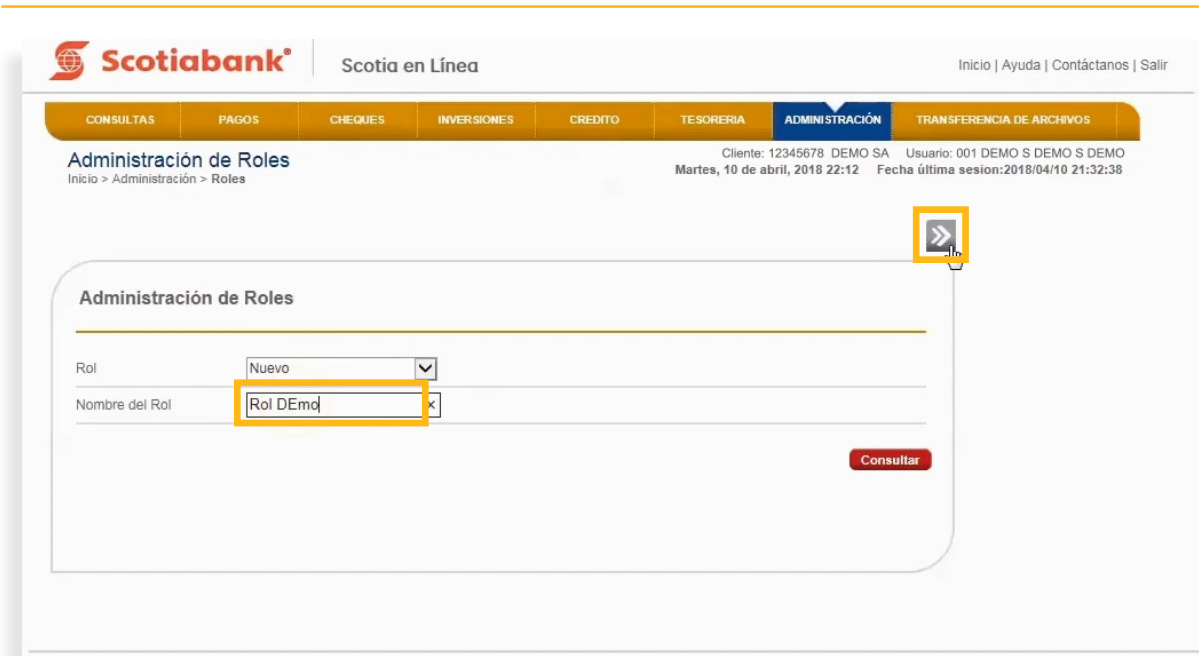 Scotiabank®
Scotia en Línea
Inicio | Ayuda | Contáctanos | Salir
CONSULTAS PAGOS CHEQUES INVERSIONES CREDITO TESORERIA ADMINISTRACIÓN TRANSFERENCIA DE ARCHIVOS
Administración de Roles
Cliente: 12345678 DEMO SA Usuario: 001 DEMO S DEMO S DEMO
Inicio > Administración > Roles
Martes, 10 de abril, 2018 22:12 Fecha última sesion:2018/04/10 21:32:38
Administración de Roles
Rol Nuevo
Nombre del Rol Rol DEmo
Consultar